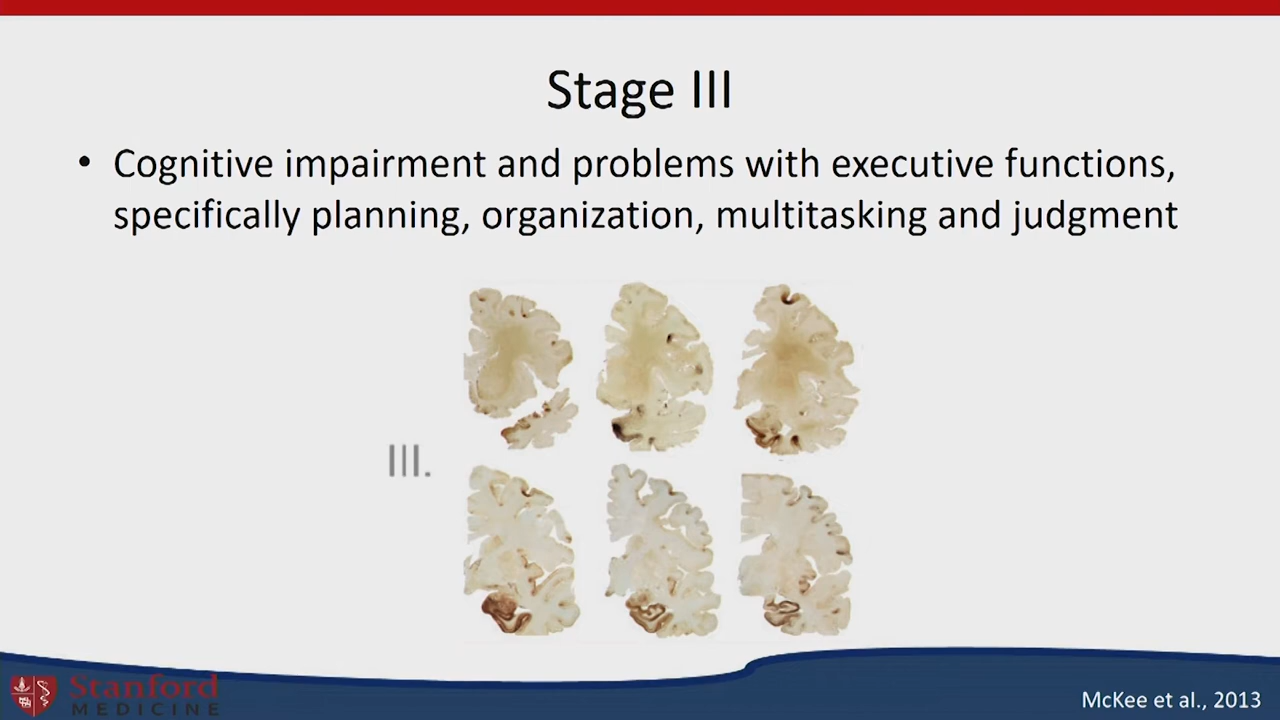 Stage III
• Cognitive impairment and problems with executive functions,
specifically planning, organization, multitasking and judgment
III.
Stanford
MEDICINE
McKee et al., 2013